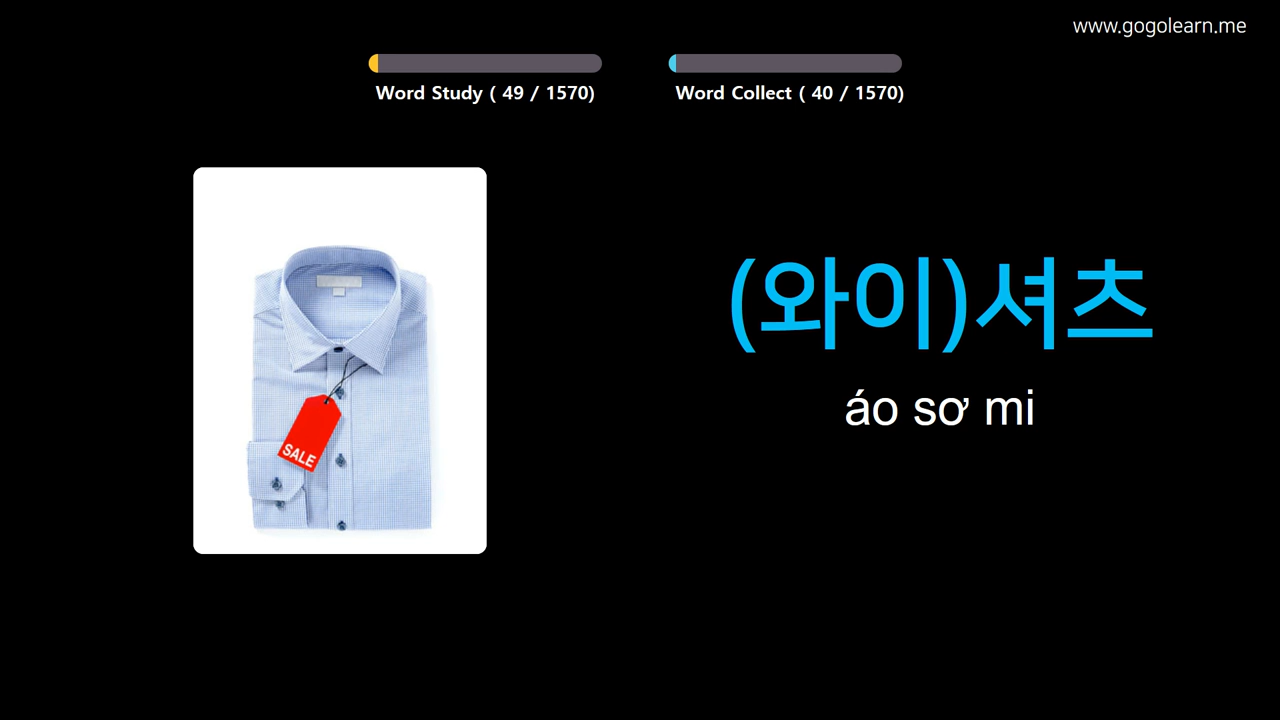 www.gogolearn.me
Word Study ( 49 / 1570)
Word Collect ( 40 / 1570)
(와이)셔츠
áo sơ mi
SALE